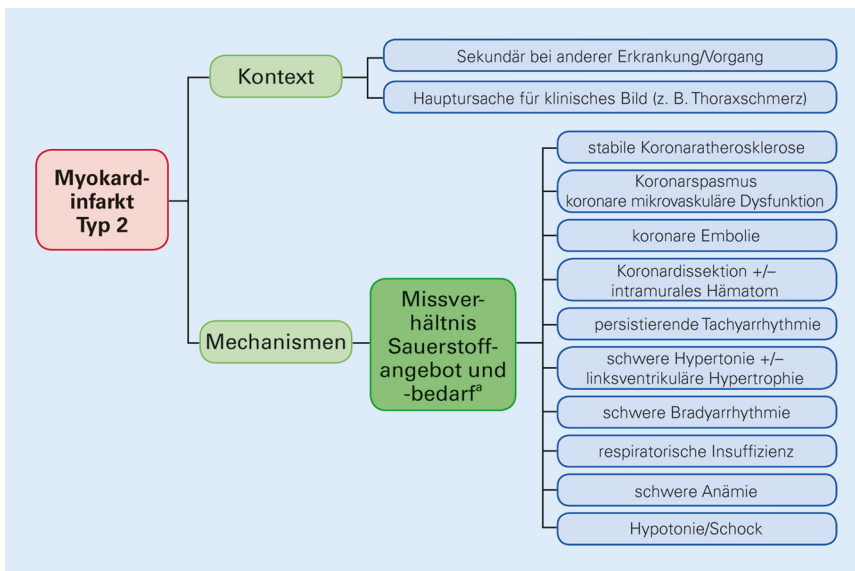 Kontext
Sekundär bei anderer Erkrankung/Vorgang
Hauptursache für klinisches Bild (z. B. Thoraxschmerz)
Myokard-
infarkt
Typ 2
Mechanismen
Missver-
hältnis
Sauerstoff-
angebot und
-bedarfᵃ
stabile Koronaratherosklerose
Koronarspasmus
koronare mikrovaskuläre Dysfunktion
koronare Embolie
Koronardissektion +/–
intramurales Hämatom
persistierende Tachyarrhythmie
schwere Hypertonie +/–
linksventrikuläre Hypertrophie
schwere Bradyarrhythmie
respiratorische Insuffizienz
schwere Anämie
Hypotonie/Schock